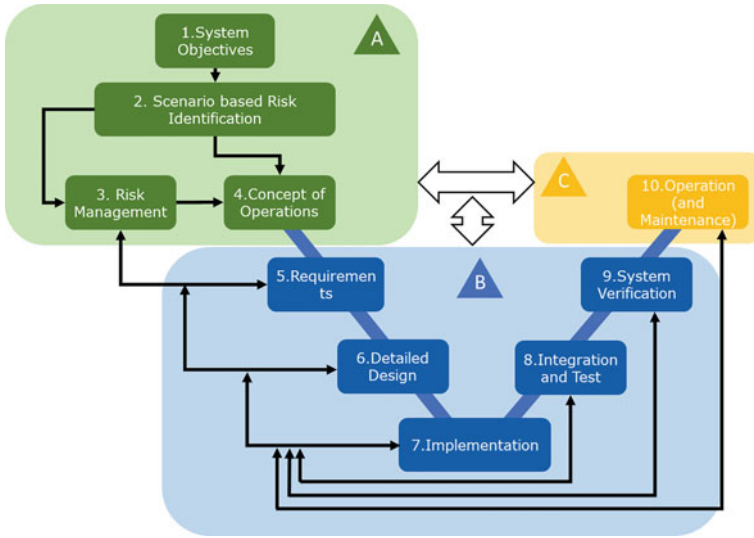 A
1.System
Objectives
2. Scenario based Risk
Identification
3. Risk
Management
4.Concept of
Operations
C
10.Operation
(and
Maintenance)
B
5.Requiremen
ts
9.System
Verification
6.Detailed
Design
8.Integration
and Test
7.Implementation